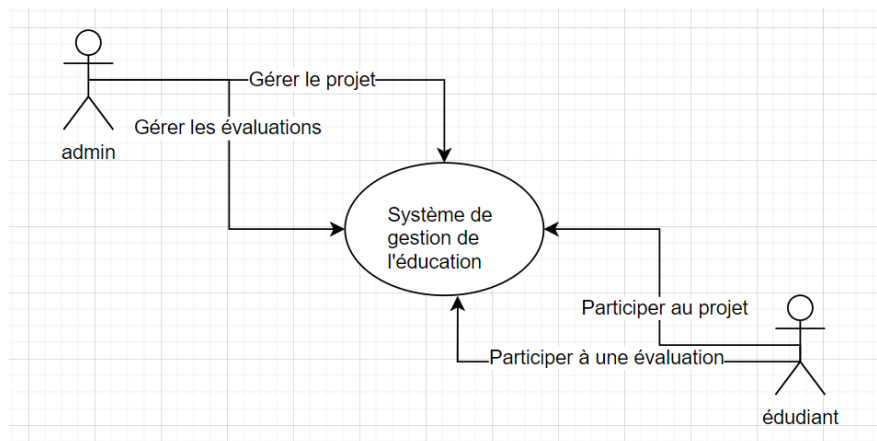 Gérer le projet
Gérer les évaluations
admin
Système de
gestion de
l'éducation
Participer au projet
Participer à une évaluation
édudiant